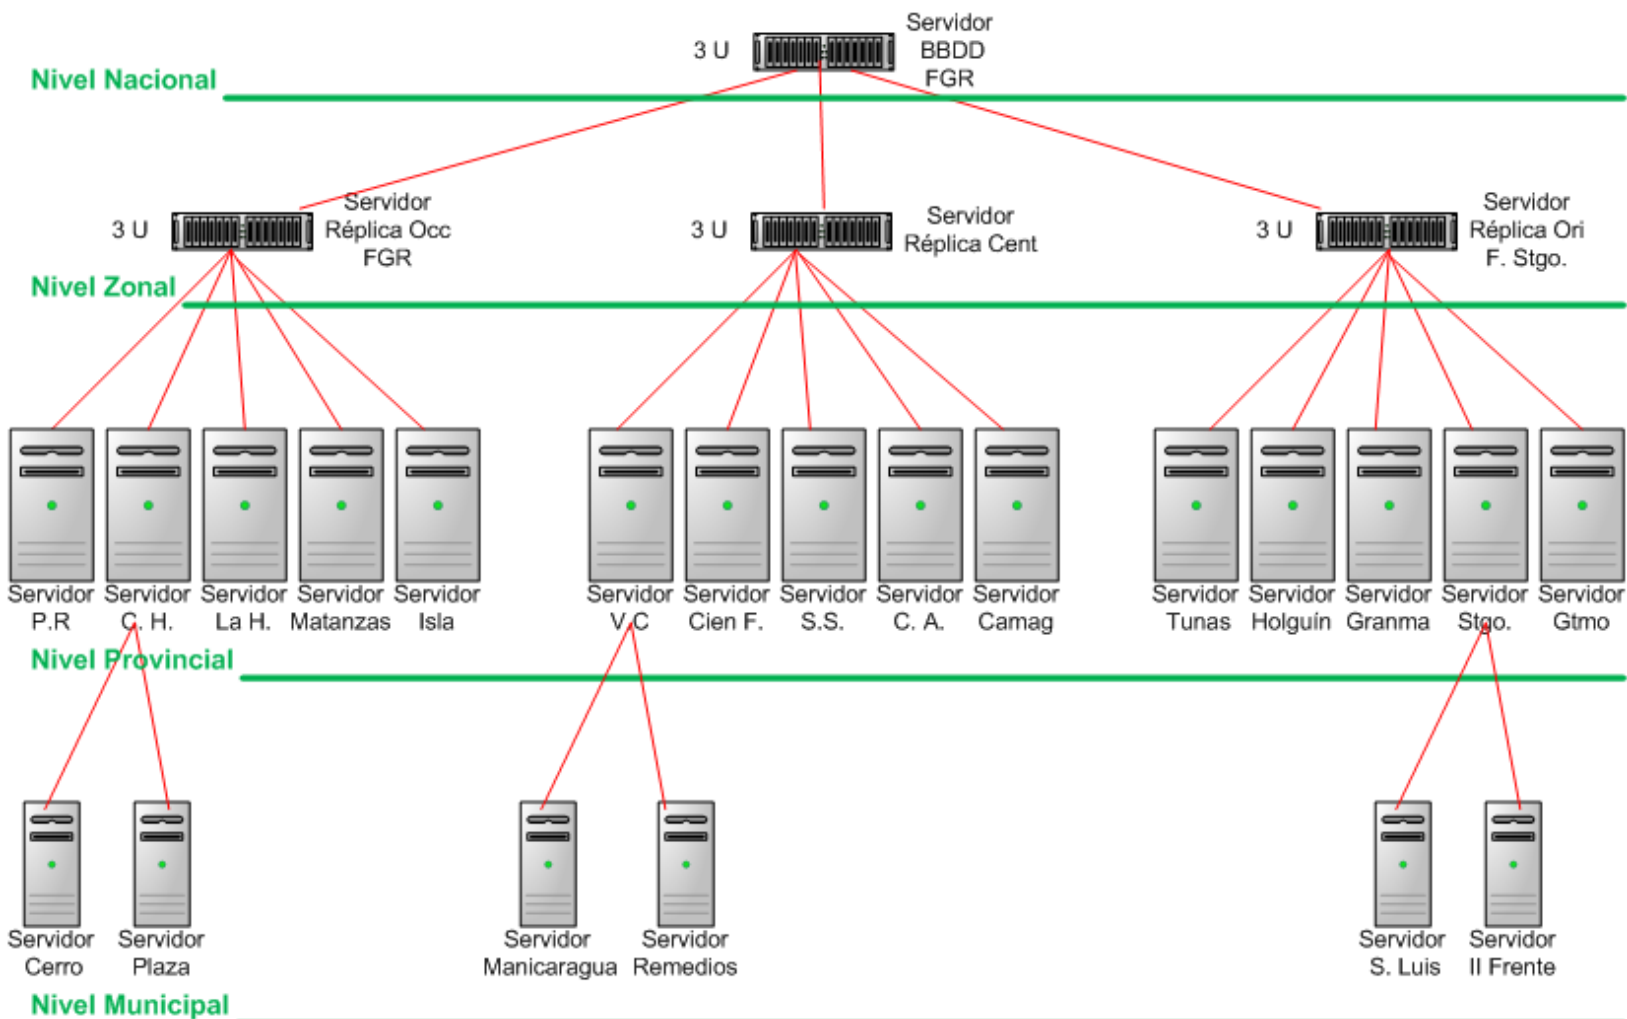 Servidor
3 U
BBDD
FGR
Nivel Nacional
Servidor
3 U
Réplica Occ
FGR
3 U
Servidor
Réplica Cent
Servidor
3 U
Réplica Ori
F. Stgo.
Nivel Zonal
Servidor
P.R
Servidor
C. H.
Servidor
La H.
Servidor
Matanzas
Servidor
Isla
Servidor
V.C
Servidor
Cien F.
Servidor
S.S.
Servidor
C. A.
Servidor
Camag
Servidor
Tunas
Servidor
Holguín
Servidor
Granma
Servidor
Stgo.
Servidor
Gtmo
Nivel Provincial
Servidor
Cerro
Servidor
Plaza
Servidor
Manicaragua
Servidor
Remedios
Servidor
S. Luis
Servidor
II Frente
Nivel Municipal